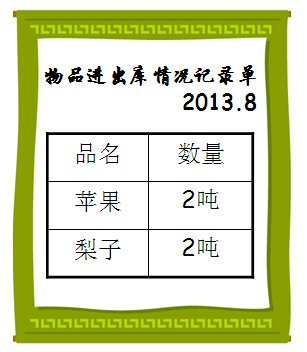 物品进出库情况记录单
2013.8
品名 数量
苹果 2吨
梨子 2吨